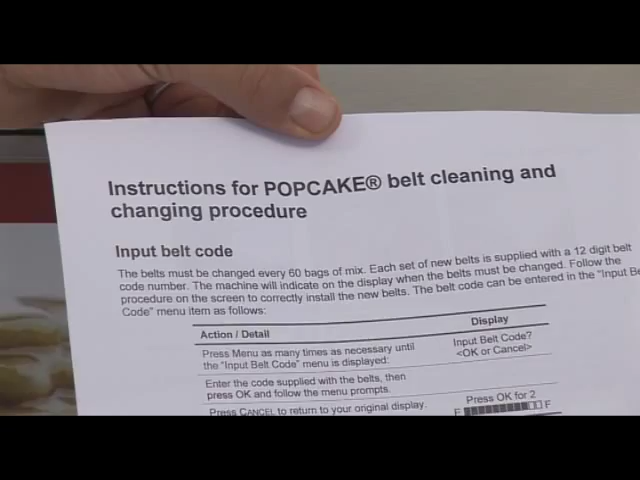 Instructions for POPCAKE® belt cleaning and
changing procedure
Input belt code
The belts must be changed every 60 bags of mix. Each set of new belts is supplied with a 12 digit belt
code number. The machine will indicate on the display when the belts must be changed. Follow the
procedure on the screen to correctly install the new belts. The belt code can be entered in the "Input Be
Code" menu item as follows:
Action / Detail Display
Press Menu as many times as necessary until
the "Input Belt Code" menu is displayed:
Input Belt Code?
<OK or Cancel>
Enter the code supplied with the belts, then
press OK and follow the menu prompts.
Press CANCEL to return to your original display.
Press OK for 2
F F